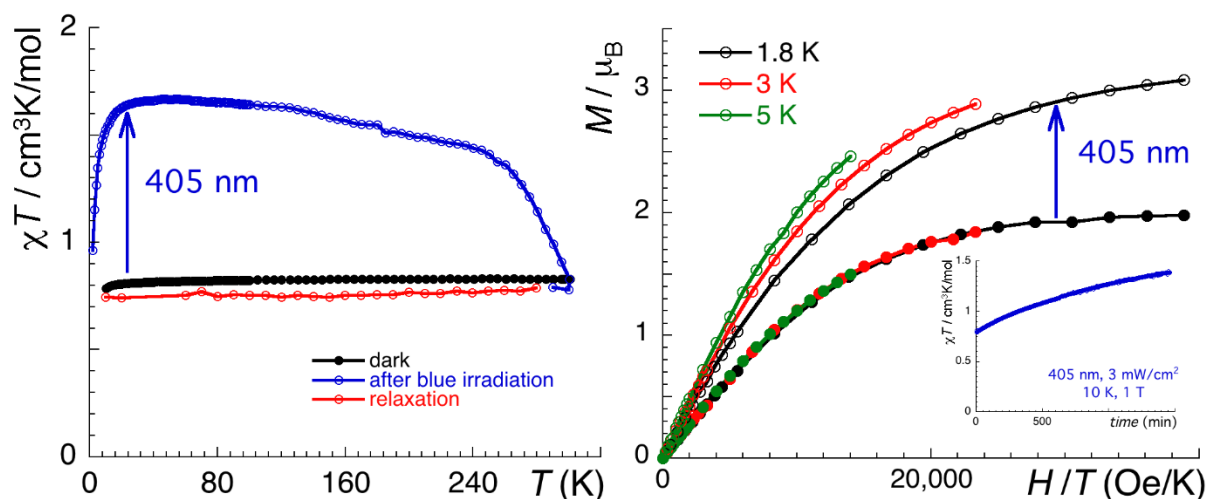 χT / cm³K/mol
2
1
0
405 nm
dark
after blue irradiation
relaxation
0
80
160
240
T (K)
M / μB
3
2
1
0
1.8 K
3 K
5 K
405 nm
0
20,000
H/T (Oe/K)
χT / cm³K/mol
1.5
1
0.5
0
405 nm, 3 mW/cm²
10 K, 1 T
0
500
time (min)